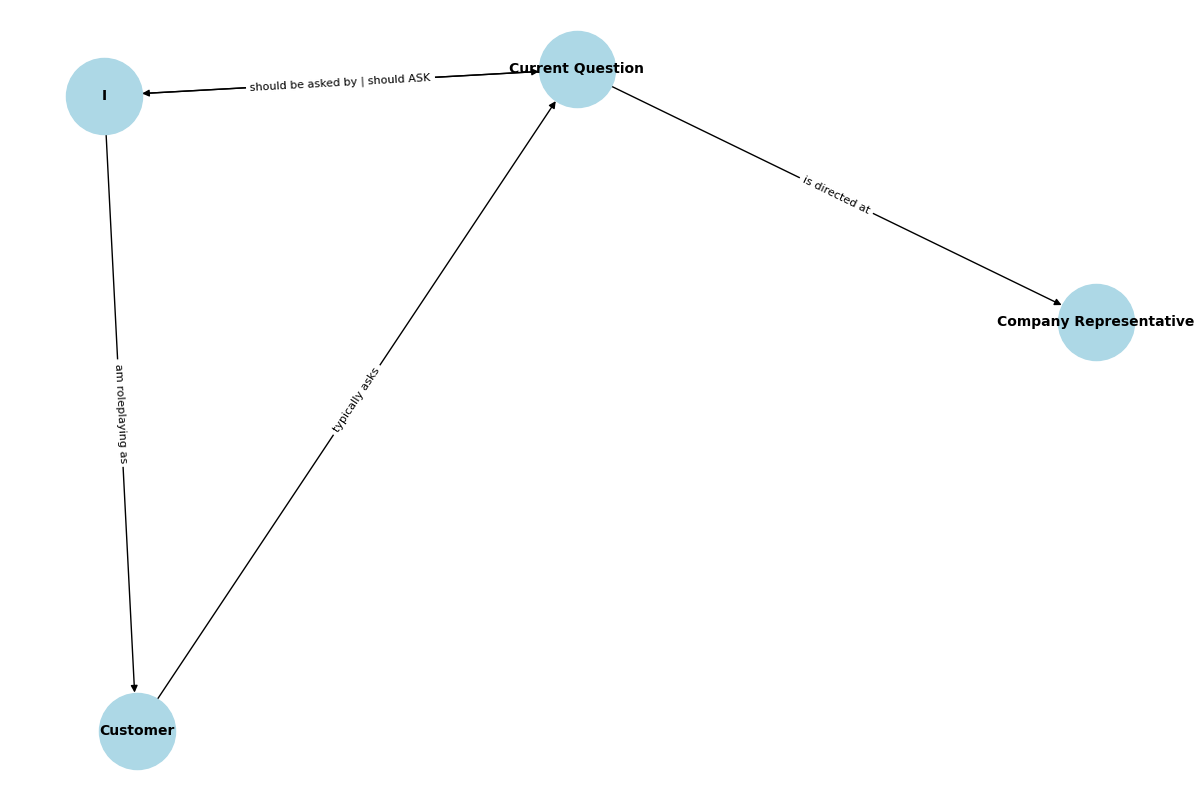 Current Question
should be asked by | should ASK
I
is directed at
Company Representative
am roleplaying as
typically asks
Customer